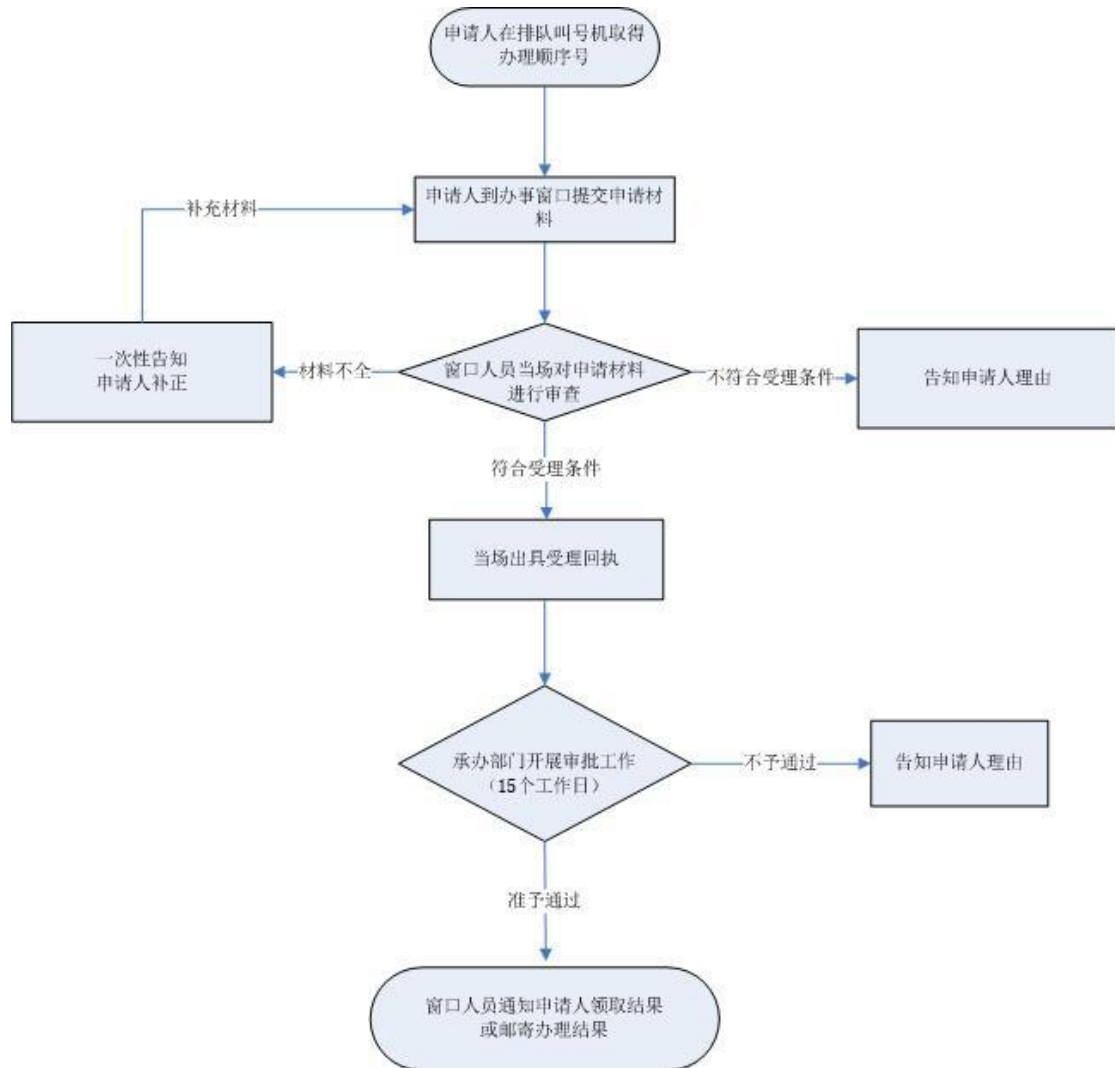 申请人在排队叫号机取得
办理顺序号
申请人到办事窗口提交申请材
料
补充材料
一次性告知
申请人补正
材料不全
窗口人员当场对申请材料
进行审查
不符合受理条件
告知申请人理由
符合受理条件
当场出具受理回执
承办部门开展审批工作
（15个工作日）
不予通过
告知申请人理由
准予通过
窗口人员通知申请人领取结果
或邮寄办理结果